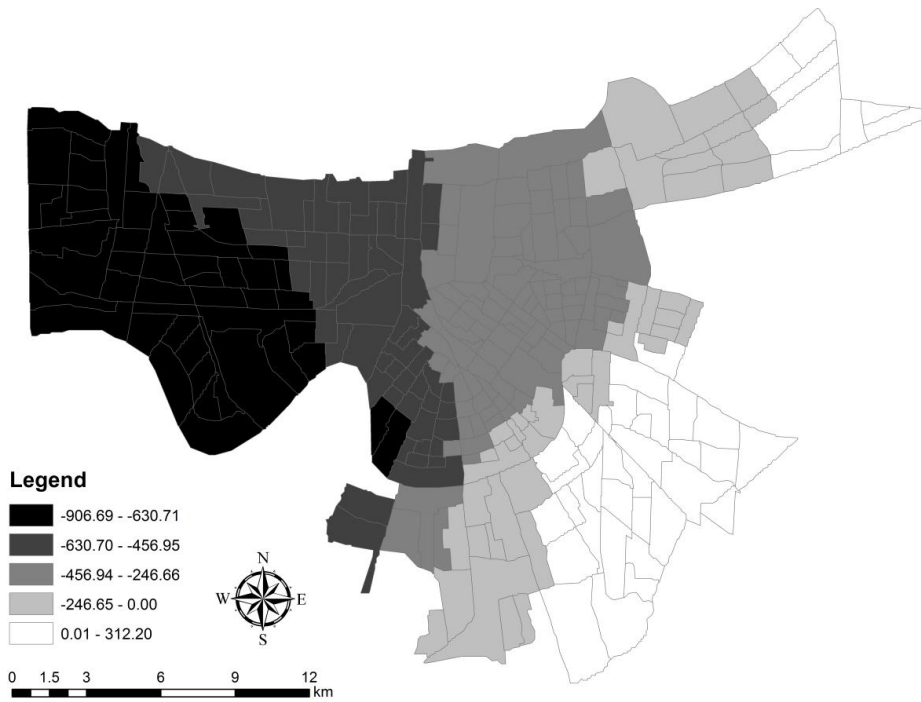 Legend
-906.69 - -630.71
-630.70 - -456.95
-456.94 - -246.66
-246.65 - 0.00
0.01 - 312.20
N
W E
S
0 1.5 3 6 9 12
km